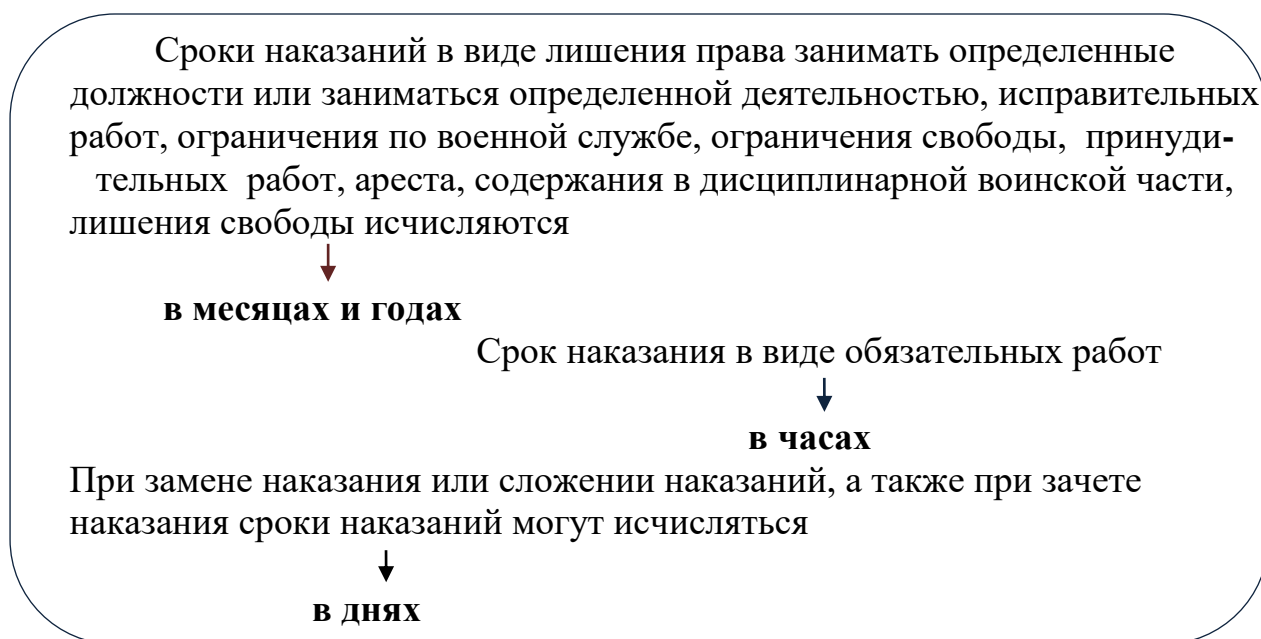 Сроки наказаний в виде лишения права занимать определенные
должности или заниматься определенной деятельностью, исправительных
работ, ограничения по военной службе, ограничения свободы, принуди-
тельных работ, ареста, содержания в дисциплинарной воинской части,
лишения свободы исчисляются
в месяцах и годах
Срок наказания в виде обязательных работ
в часах
При замене наказания или сложении наказаний, а также при зачете
наказания сроки наказаний могут исчисляться
в днях